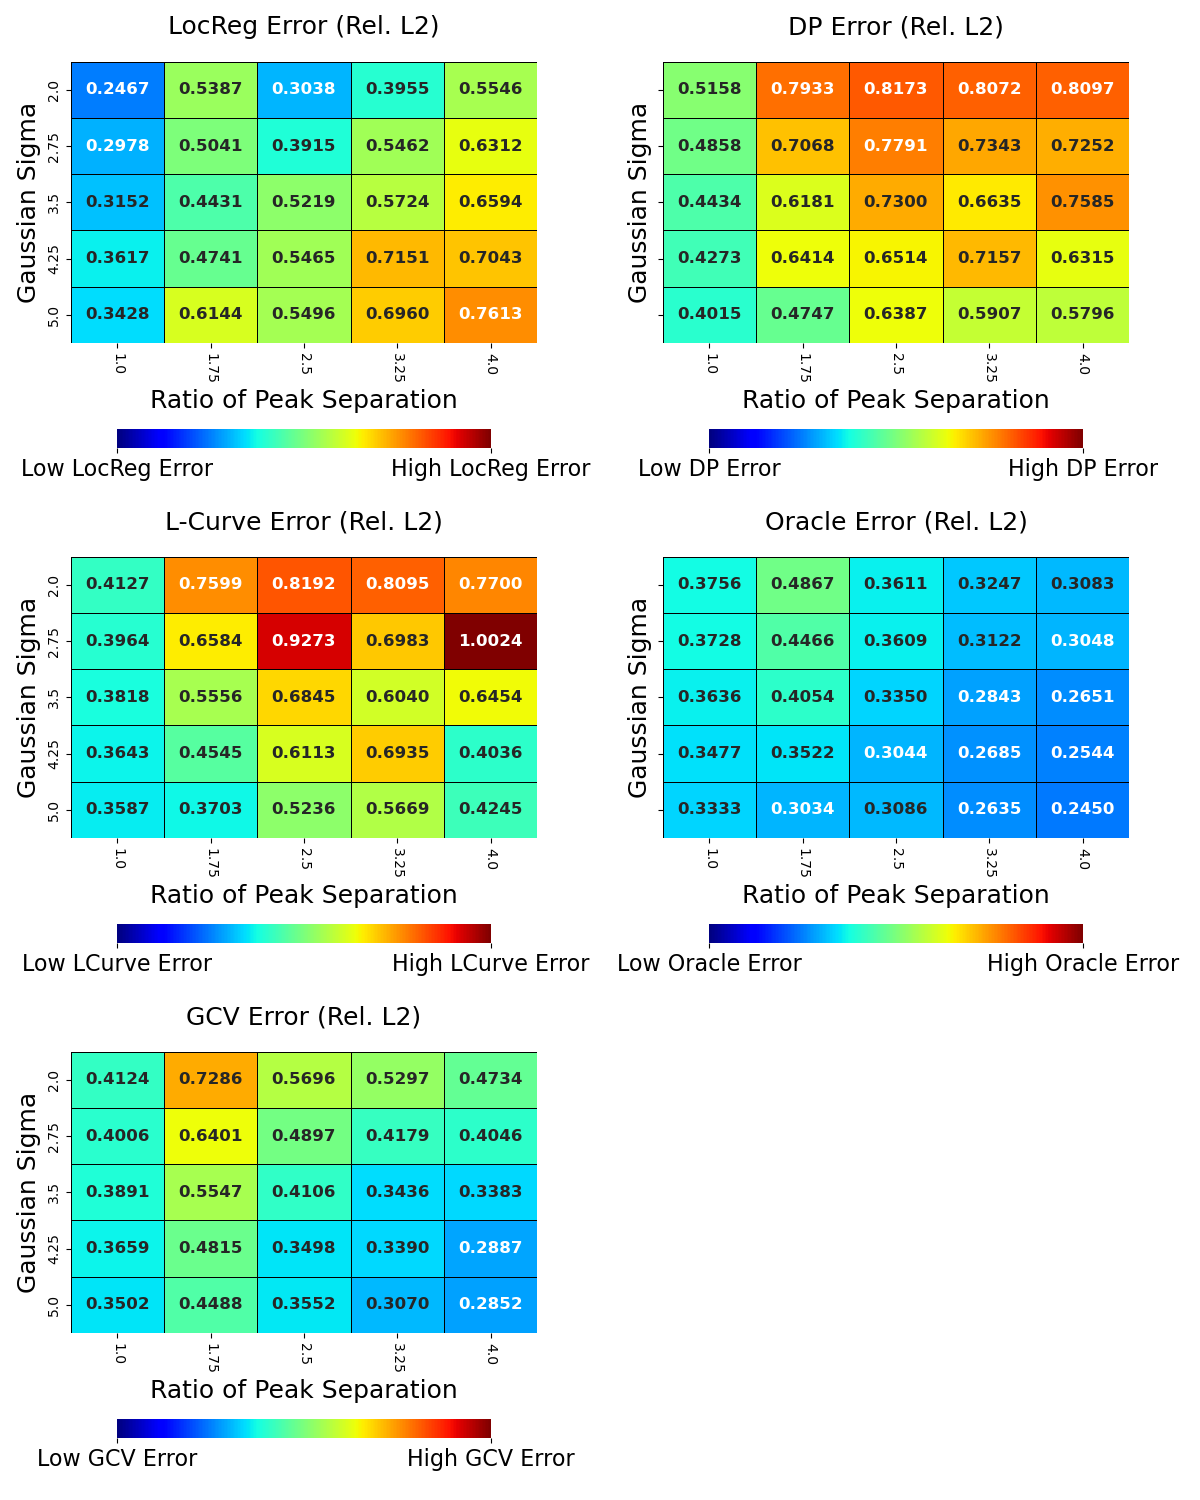 LocReg Error (Rel. L2)
Gaussian Sigma
2.0 0.2467 0.5387 0.3038 0.3955 0.5546
2.75 0.2978 0.5041 0.3915 0.5462 0.6312
3.5 0.3152 0.4431 0.5219 0.5724 0.6594
4.25 0.3617 0.4741 0.5465 0.7151 0.7043
5.0 0.3428 0.6144 0.5496 0.6960 0.7613
1.0 1.75 2.5 3.25 4.0
Ratio of Peak Separation
Low LocReg Error High LocReg Error
DP Error (Rel. L2)
Gaussian Sigma
0.5158 0.7933 0.8173 0.8072 0.8097
0.4858 0.7068 0.7791 0.7343 0.7252
0.4434 0.6181 0.7300 0.6635 0.7585
0.4273 0.6414 0.6514 0.7157 0.6315
0.4015 0.4747 0.6387 0.5907 0.5796
1.0 1.75 2.5 3.25 4.0
Ratio of Peak Separation
Low DP Error High DP Error
L-Curve Error (Rel. L2)
Gaussian Sigma
2.0 0.4127 0.7599 0.8192 0.8095 0.7700
2.75 0.3964 0.6584 0.9273 0.6983 1.0024
3.5 0.3818 0.5556 0.6845 0.6040 0.6454
4.25 0.3643 0.4545 0.6113 0.6935 0.4036
5.0 0.3587 0.3703 0.5236 0.5669 0.4245
1.0 1.75 2.5 3.25 4.0
Ratio of Peak Separation
Low LCurve Error High LCurve Error
Oracle Error (Rel. L2)
Gaussian Sigma
0.3756 0.4867 0.3611 0.3247 0.3083
0.3728 0.4466 0.3609 0.3122 0.3048
0.3636 0.4054 0.3350 0.2843 0.2651
0.3477 0.3522 0.3044 0.2685 0.2544
0.3333 0.3034 0.3086 0.2635 0.2450
1.0 1.75 2.5 3.25 4.0
Ratio of Peak Separation
Low Oracle Error High Oracle Error
GCV Error (Rel. L2)
Gaussian Sigma
2.0 0.4124 0.7286 0.5696 0.5297 0.4734
2.75 0.4006 0.6401 0.4897 0.4179 0.4046
3.5 0.3891 0.5547 0.4106 0.3436 0.3383
4.25 0.3659 0.4815 0.3498 0.3390 0.2887
5.0 0.3502 0.4488 0.3552 0.3070 0.2852
1.0 1.75 2.5 3.25 4.0
Ratio of Peak Separation
Low GCV Error High GCV Error